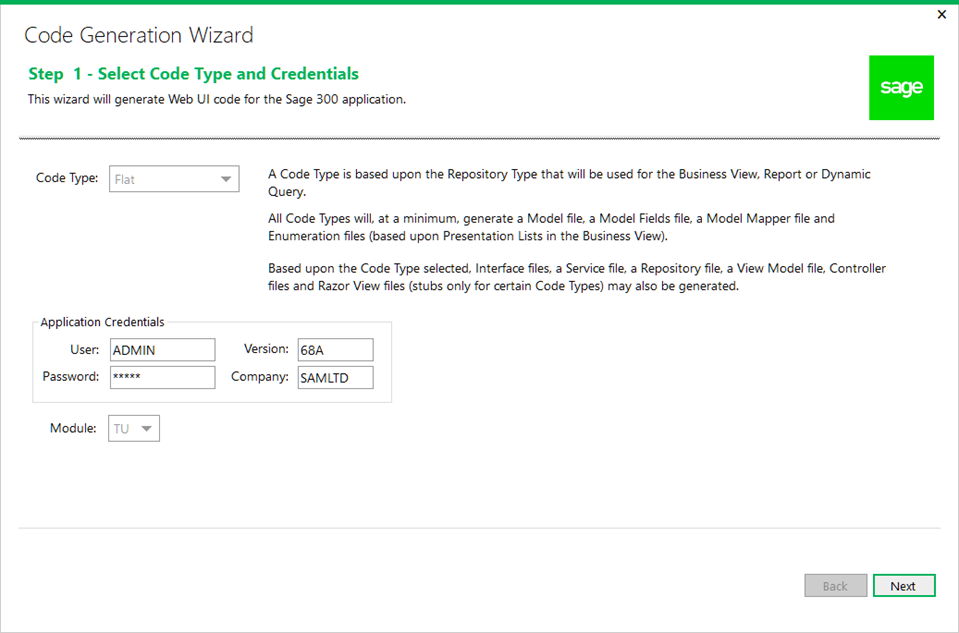 ×
Code Generation Wizard
Step 1 - Select Code Type and Credentials
This wizard will generate Web UI code for the Sage 300 application.
sage
Code Type: Flat
A Code Type is based upon the Repository Type that will be used for the Business View, Report or Dynamic
Query.
All Code Types will, at a minimum, generate a Model file, a Model Fields file, a Model Mapper file and
Enumeration files (based upon Presentation Lists in the Business View).
Based upon the Code Type selected, Interface files, a Service file, a Repository file, a View Model file, Controller
files and Razor View files (stubs only for certain Code Types) may also be generated.
Application Credentials
User: ADMIN Version: 68A
Password: ***** Company: SAMLTD
Module: TU
Back Next